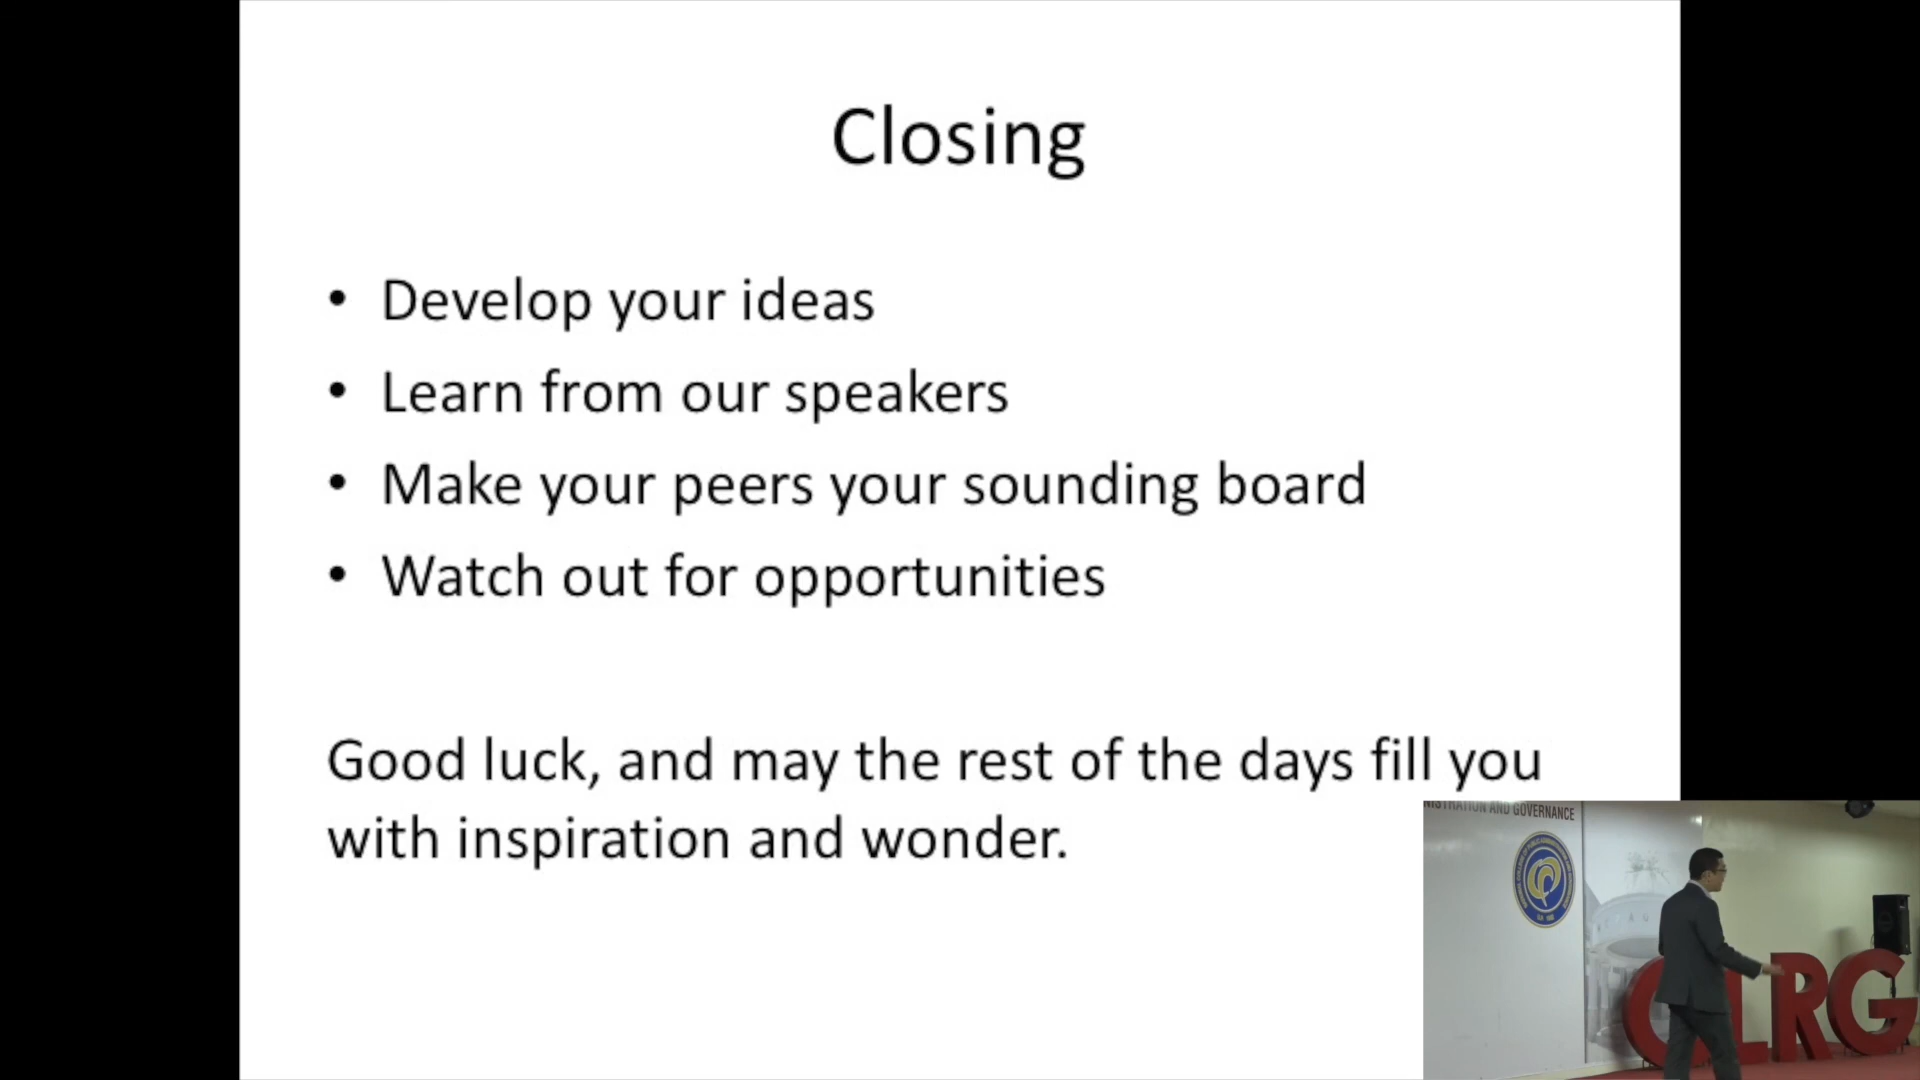 Closing
• Develop your ideas
• Learn from our speakers
• Make your peers your sounding board
• Watch out for opportunities
Good luck, and may the rest of the days fill you
with inspiration and wonder.
AND GOVERNANCE
CLRG